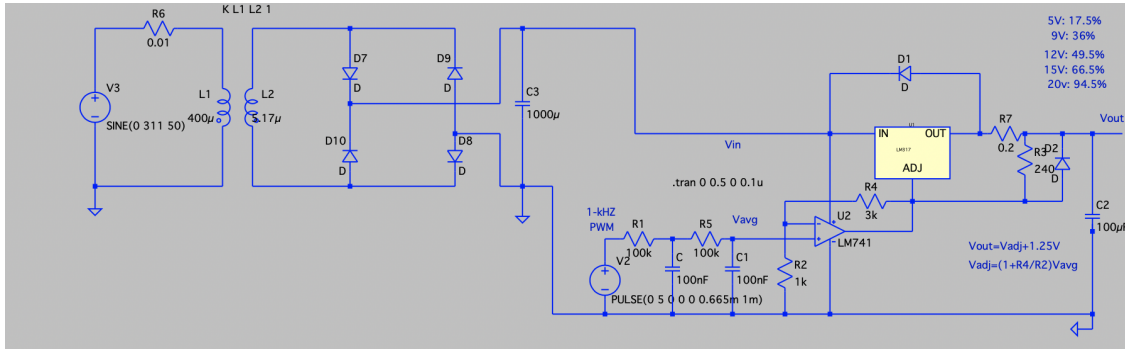 K L1 L2 1
R6
0.01
V3
SINE(0 311 50)
L1
400µ
L2
5.17µ
D7
D
D9
D
D10
D
D8
D
C3
1000µ
Vin
.tran 0 0.5 0 0.1u
1-kHZ
PWM
V2
PULSE(0 5 0 0 0 0.665m 1m)
R1
100k
R5
100k
C
100nF
C1
100nF
Vavg
R2
1k
R4
3k
U2
LM741
D1
D
U1
IN
OUT
LM317
ADJ
R7
0.2
R3
240
D2
D
Vout
C2
100µF
5V: 17.5%
9V: 36%
12V: 49.5%
15V: 66.5%
20v: 94.5%
Vout=Vadj+1.25V
Vadj=(1+R4/R2)Vavg